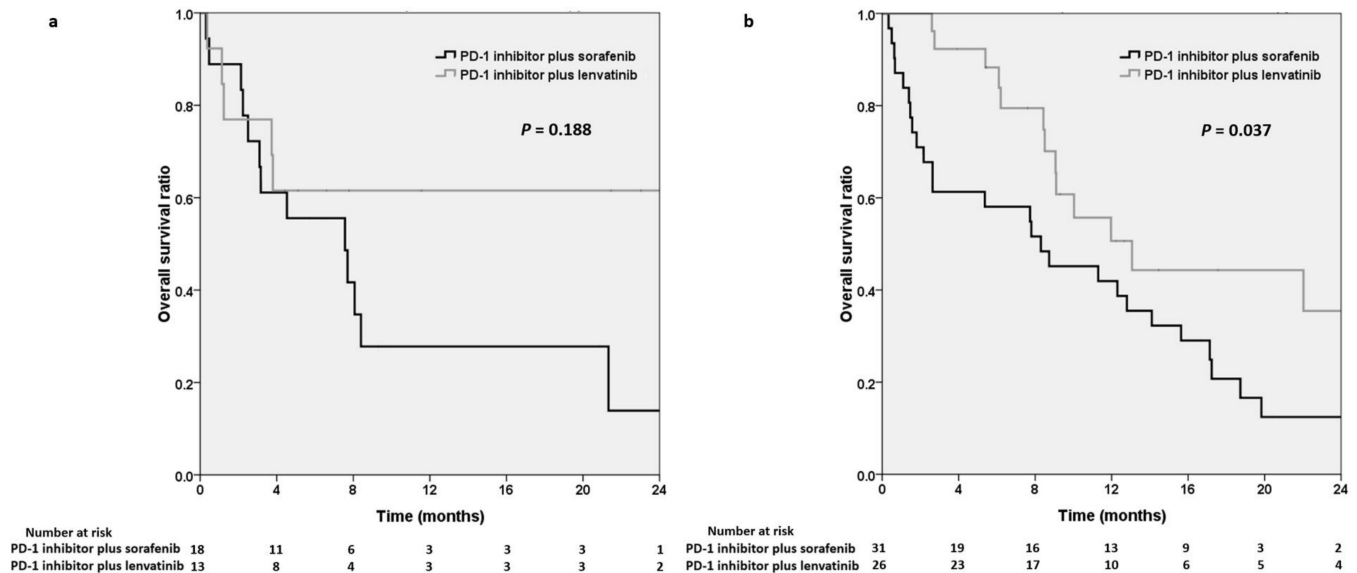 a
PD-1 inhibitor plus sorafenib
PD-1 inhibitor plus lenvatinib
P = 0.188
Overall survival ratio
1.0
0.8
0.6
0.4
0.2
0.0
0 4 8 12 16 20 24
Time (months)
Number at risk
PD-1 inhibitor plus sorafenib 18 11 6 3 3 3 1
PD-1 inhibitor plus lenvatinib 13 8 4 3 3 3 2
b
PD-1 inhibitor plus sorafenib
PD-1 inhibitor plus lenvatinib
P = 0.037
Overall survival ratio
1.0
0.8
0.6
0.4
0.2
0.0
0 4 8 12 16 20 24
Time (months)
Number at risk
PD-1 inhibitor plus sorafenib 31 19 16 13 9 3 2
PD-1 inhibitor plus lenvatinib 26 23 17 10 6 5 4